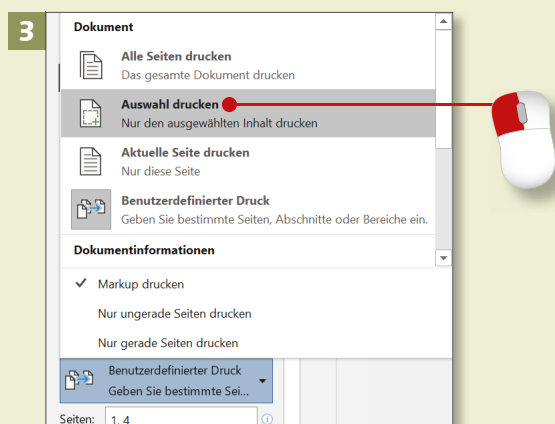 3
Dokument
Alle Seiten drucken
Das gesamte Dokument drucken
Auswahl drucken
Nur den ausgewählten Inhalt drucken
Aktuelle Seite drucken
Nur diese Seite
Benutzerdefinierter Druck
Geben Sie bestimmte Seiten, Abschnitte oder Bereiche ein.
Dokumentinformationen
Markup drucken
Nur ungerade Seiten drucken
Nur gerade Seiten drucken
Benutzerdefinierter Druck
Geben Sie bestimmte Sei...
Seiten: 1, 4